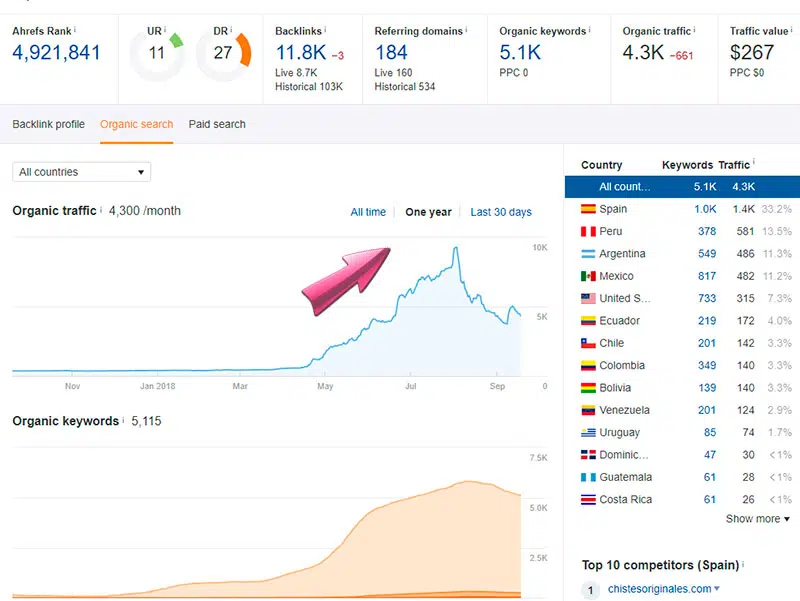 Ahrefs Rank i
4,921,841
UR i
11
DR i
27
Backlinks i
11.8K -3
Live 8.7K
Historical 103K
Referring domains i
184
Live 160
Historical 534
Organic keywords i
5.1K
PPC 0
Organic traffic i
4.3K -661
Traffic value i
$267
PPC $0
Backlink profile Organic search Paid search
All countries
Organic traffic i 4,300 /month
All time One year Last 30 days
10K
5K
Nov Jan 2018 Mar May Jul Sep 0
Organic keywords i 5,115
7.5K
5.0K
2.5K
Country Keywords Traffic i
All count... 5.1K 4.3K
Spain 1.0K 1.4K 33.2%
Peru 378 581 13.5%
Argentina 549 486 11.3%
Mexico 817 482 11.2%
United S... 733 315 7.3%
Ecuador 219 172 4.0%
Chile 201 142 3.3%
Colombia 349 140 3.3%
Bolivia 139 140 3.3%
Venezuela 201 124 2.9%
Uruguay 85 74 1.7%
Dominic... 47 30 <1%
Guatemala 61 28 <1%
Costa Rica 61 26 <1%
Show more
Top 10 competitors (Spain) i
1 chistesoriginales.com